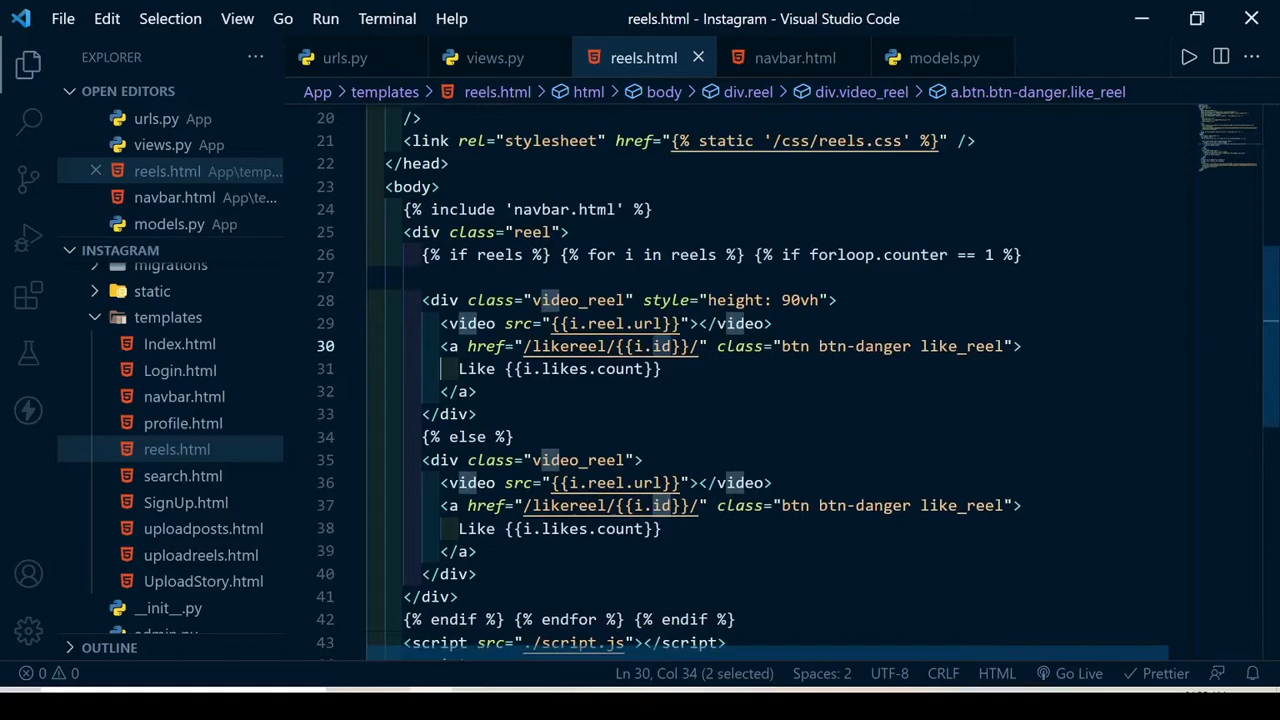 File Edit Selection View Go Run Terminal Help reels.html - Instagram - Visual Studio Code
EXPLORER
urls.py views.py reels.html navbar.html models.py
OPEN EDITORS
App > templates > reels.html > html > body > div.reel > div.video_reel > a.btn.btn-danger.like_reel
urls.py App
views.py App
reels.html App\temp...
navbar.html App\te...
models.py App
INSTAGRAM
migrations
static
templates
Index.html
Login.html
navbar.html
profile.html
reels.html
search.html
SignUp.html
uploadposts.html
uploadreels.html
UploadStory.html
__init__.py
OUTLINE
20 />
21 <link rel="stylesheet" href="{% static '/css/reels.css' %}" />
22 </head>
23 <body>
24 {% include 'navbar.html' %}
25 <div class="reel">
26 {% if reels %} {% for i in reels %} {% if forloop.counter == 1 %}
27
28 <div class="video_reel" style="height: 90vh">
29 <video src="{{i.reel.url}}"></video>
30 <a href="/likereel/{{i.id}}/" class="btn btn-danger like_reel">
31 Like {{i.likes.count}}
32 </a>
33 </div>
34 {% else %}
35 <div class="video_reel">
36 <video src="{{i.reel.url}}"></video>
37 <a href="/likereel/{{i.id}}/" class="btn btn-danger like_reel">
38 Like {{i.likes.count}}
39 </a>
40 </div>
41 </div>
42 {% endif %} {% endfor %} {% endif %}
43 <script src="./script.js"></script>
0 0 Ln 30, Col 34 (2 selected) Spaces: 2 UTF-8 CRLF HTML Go Live Prettier